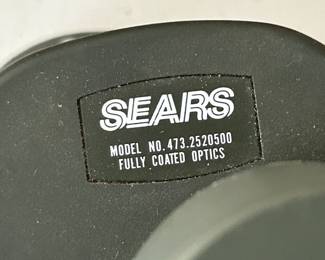 SEARS
MODEL NO. 473.2520500
FULLY COATED OPTICS